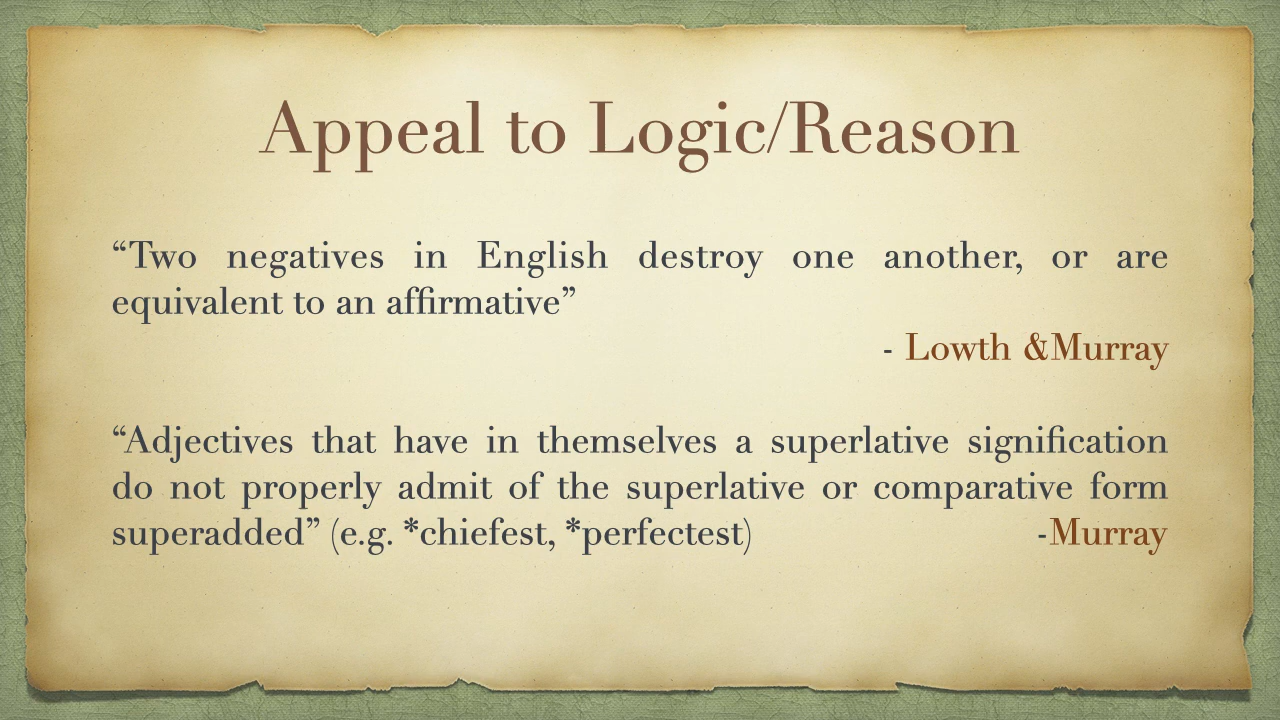 Appeal to Logic/Reason
“Two negatives in English destroy one another, or are
equivalent to an affirmative”
- Lowth &Murray
“Adjectives that have in themselves a superlative signification
do not properly admit of the superlative or comparative form
superadded” (e.g. *chiefest, *perfectest) -Murray